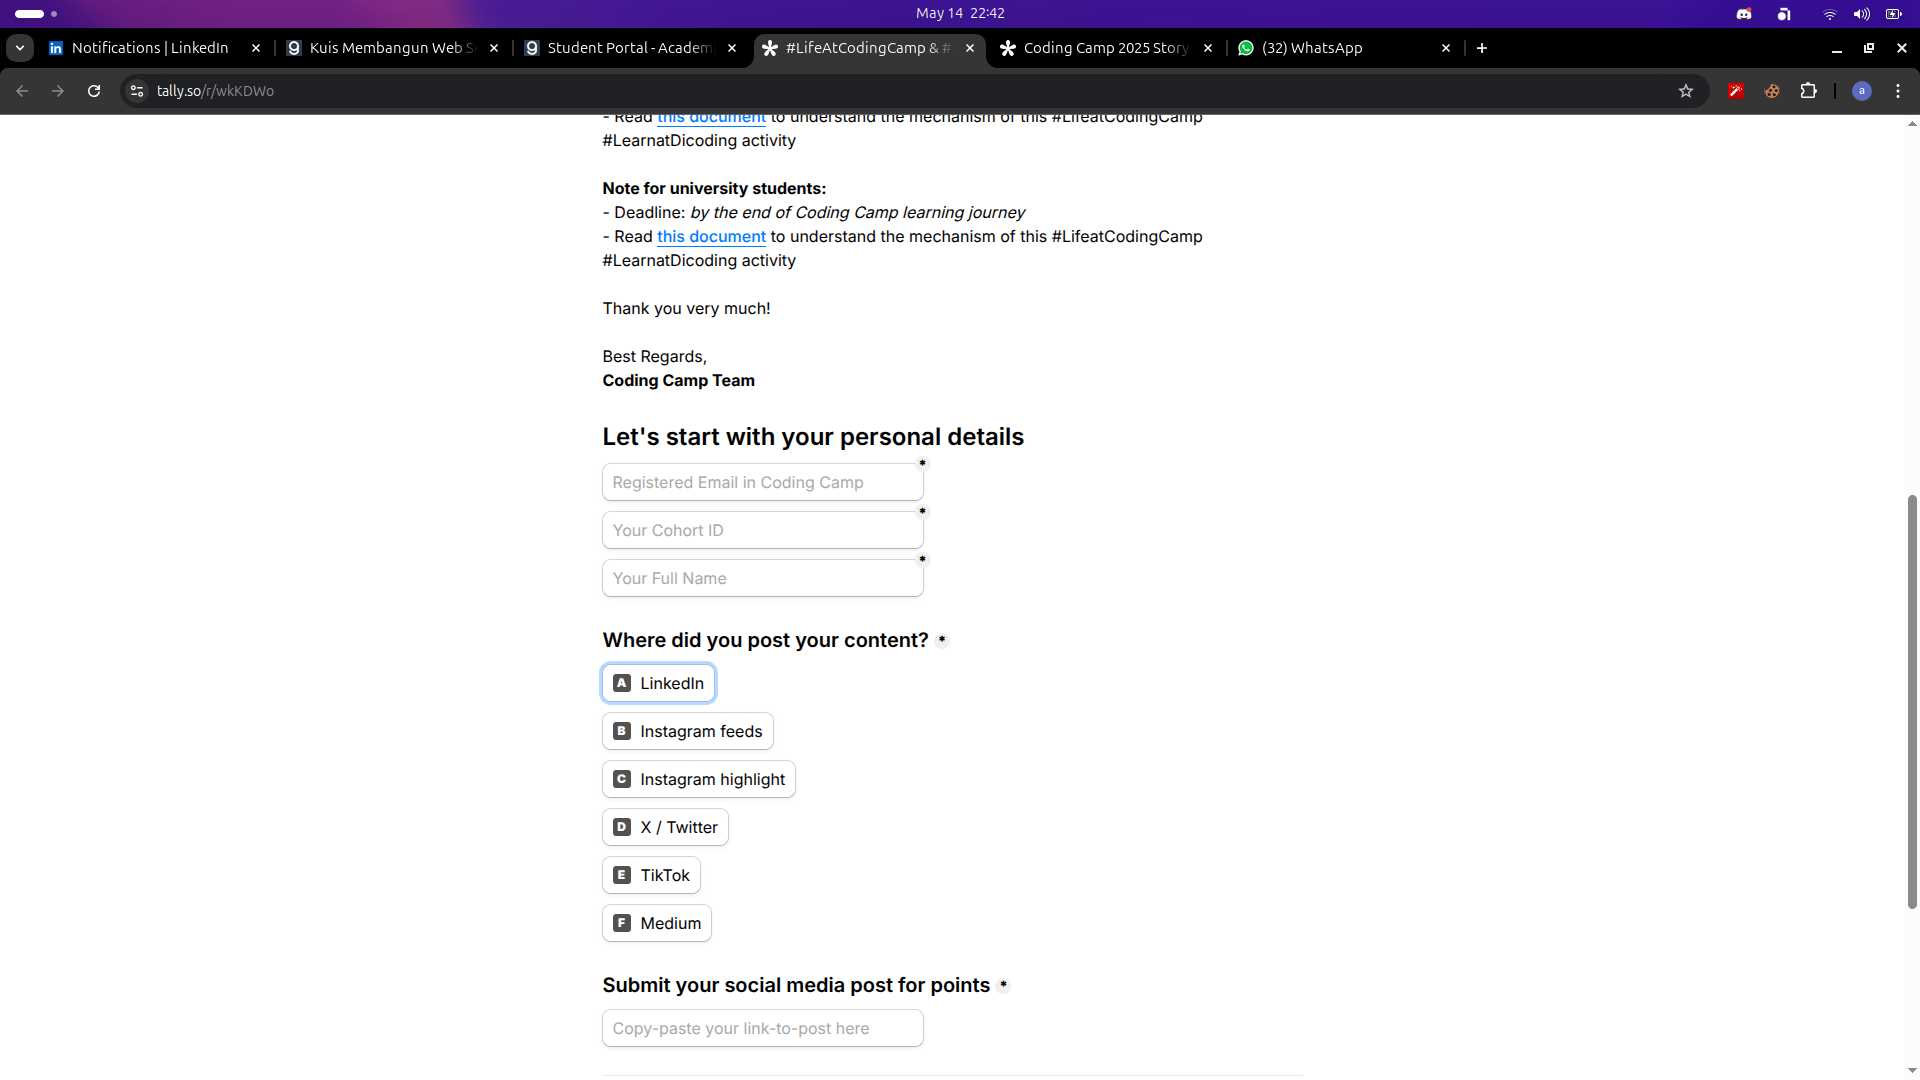 May 14 22:42
Notifications | LinkedIn
Kuis Membangun Web S
Student Portal - Academi
#LifeAtCodingCamp & #
Coding Camp 2025 Story
(32) WhatsApp
tally.so/r/wkKDWo
a
- Read this document to understand the mechanism of this #LifeatCodingCamp
#LearnatDicoding activity
Note for university students:
- Deadline: by the end of Coding Camp learning journey
- Read this document to understand the mechanism of this #LifeatCodingCamp
#LearnatDicoding activity
Thank you very much!
Best Regards,
Coding Camp Team
Let's start with your personal details
Registered Email in Coding Camp *
Your Cohort ID *
Your Full Name *
Where did you post your content? *
A LinkedIn
B Instagram feeds
C Instagram highlight
D X / Twitter
E TikTok
F Medium
Submit your social media post for points *
Copy-paste your link-to-post here